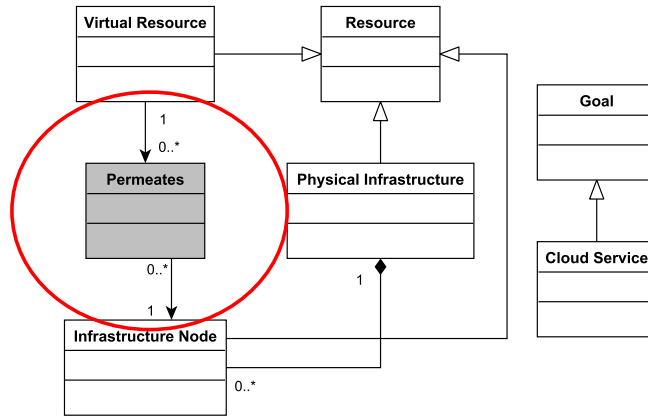 Virtual Resource
Resource
Goal
1
0..*
Permeates
Physical Infrastructure
Cloud Service
0..*
1
1
Infrastructure Node
0..*